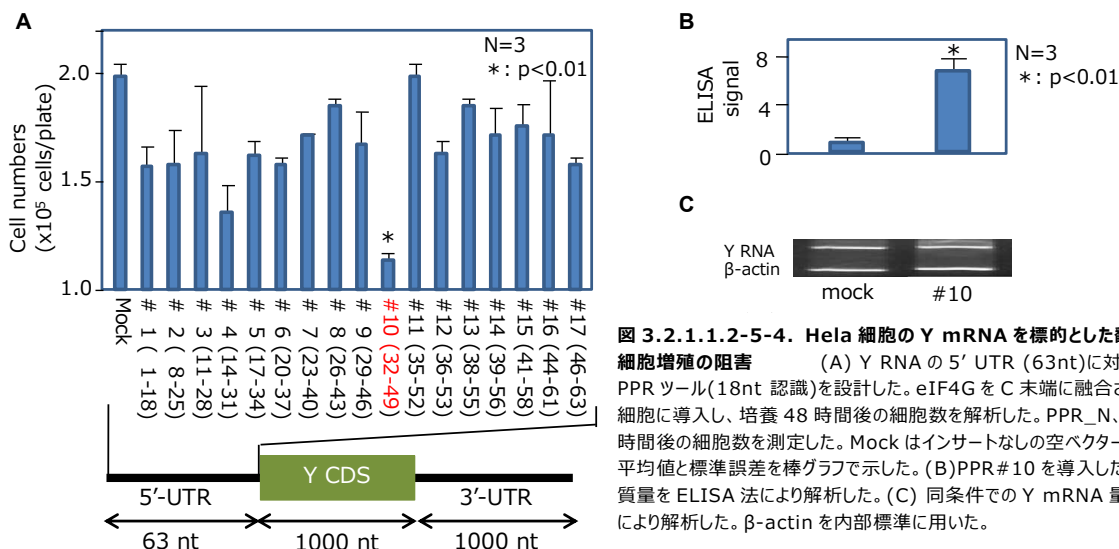 A
N=3
*: p<0.01
Cell numbers
(x10⁵ cells/plate)
2.0
1.5
1.0
*
Mock
# 1 ( 1-18)
# 2 ( 8-25)
# 3 (11-28)
# 4 (14-31)
# 5 (17-34)
# 6 (20-37)
# 7 (23-40)
# 8 (26-43)
# 9 (29-46)
#10 (32-49)
#11 (35-52)
#12 (36-53)
#13 (38-55)
#14 (39-56)
#15 (41-58)
#16 (44-61)
#17 (46-63)
Y CDS
5'-UTR
3'-UTR
63 nt
1000 nt
1000 nt
B
ELISA
signal
8
4
0
*
N=3
*: p<0.01
C
Y RNA
β-actin
mock
#10
図 3.2.1.1.2-5-4. Hela 細胞の Y mRNA を標的とした
細胞増殖の阻害 (A) Y RNA の 5' UTR (63nt)に対
PPR ツール(18nt 認識)を設計した。eIF4G を C 末端に融合さ
細胞に導入し、培養 48 時間後の細胞数を解析した。PPR_N、
時間後の細胞数を測定した。Mock はインサートなしの空ベクター
平均値と標準誤差を棒グラフで示した。(B)PPR#10 を導入した
質量を ELISA 法により解析した。(C) 同条件での Y mRNA 量
により解析した。β-actin を内部標準に用いた。